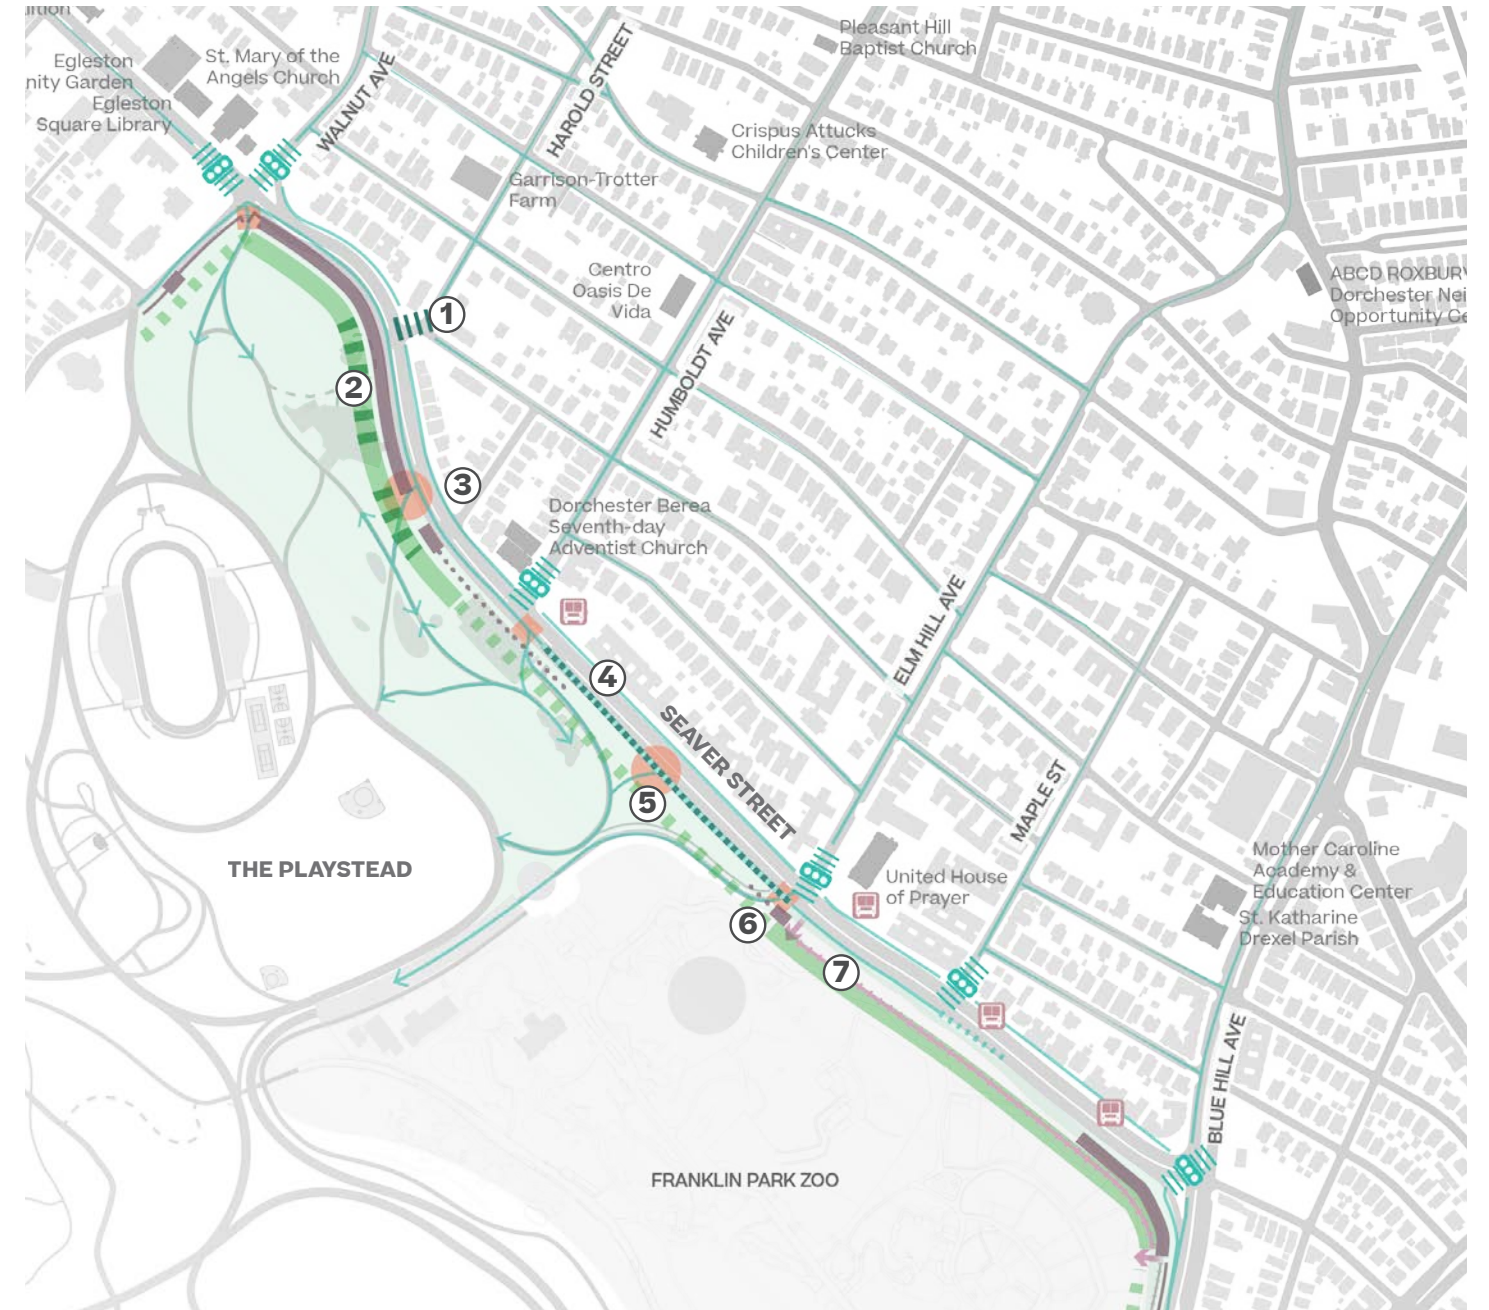 Pleasant Hill
Baptist Church
Egleston
nity Garden
St. Mary of the
Angels Church
Egleston
Square Library
WALNUT AVE
HAROLD STREET
Crispus Attucks
Children's Center
Garrison-Trotter
Farm
Centro
Oasis De
Vida
ABCD ROXBURY
Dorchester Nei
Opportunity Ce
HUMBOLDT AVE
1
2
3
Dorchester Berea
Seventh-day
Adventist Church
ELM HILL AVE
4
SEAVER STREET
5
MAPLE ST
THE PLAYSTEAD
United House
of Prayer
Mother Caroline
Academy &
Education Center
St. Katharine
Drexel Parish
6
7
BLUE HILL AVE
FRANKLIN PARK ZOO